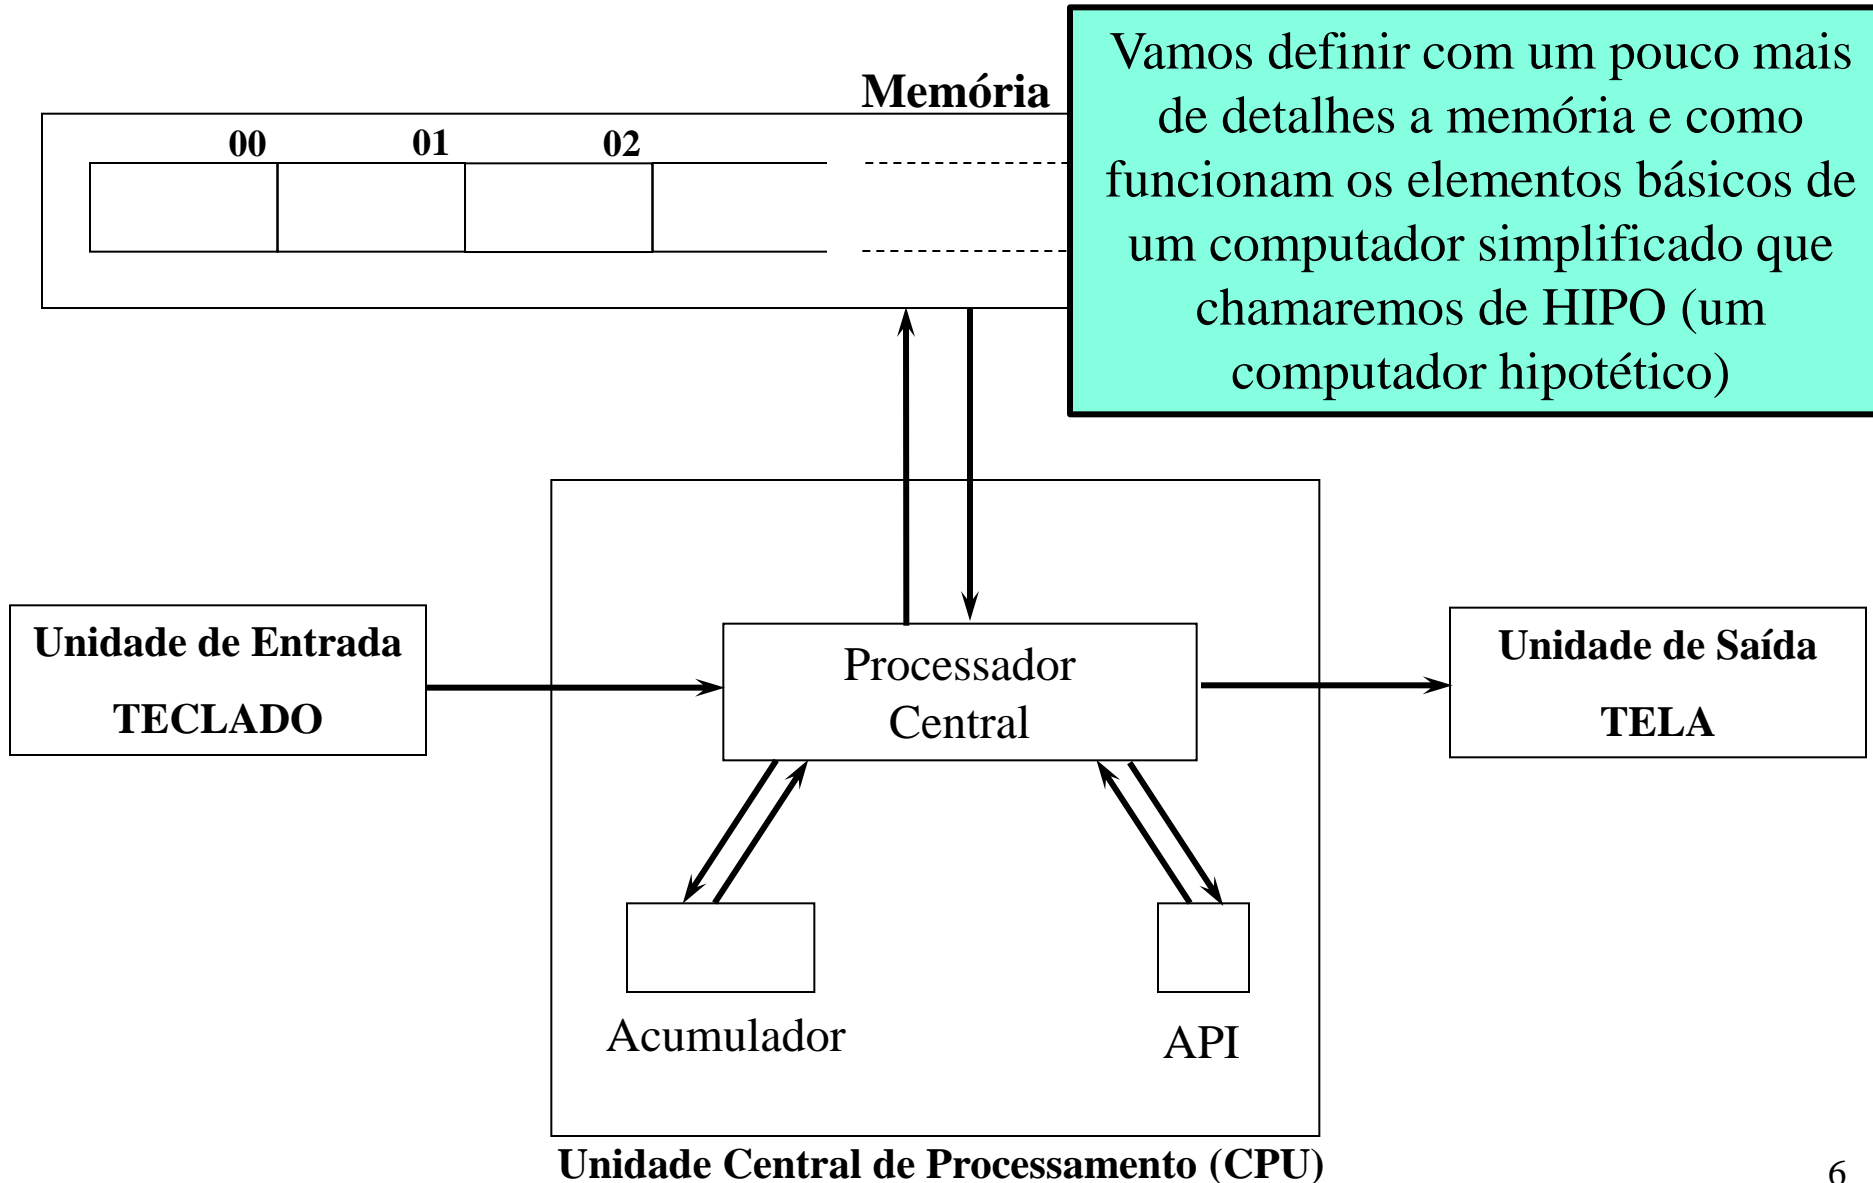 Memória
00 01 02
Vamos definir com um pouco mais
de detalhes a memória e como
funcionam os elementos básicos de
um computador simplificado que
chamaremos de HIPO (um
computador hipotético)
Unidade de Entrada
TECLADO
Processador
Central
Unidade de Saída
TELA
Acumulador
API
Unidade Central de Processamento (CPU)
6